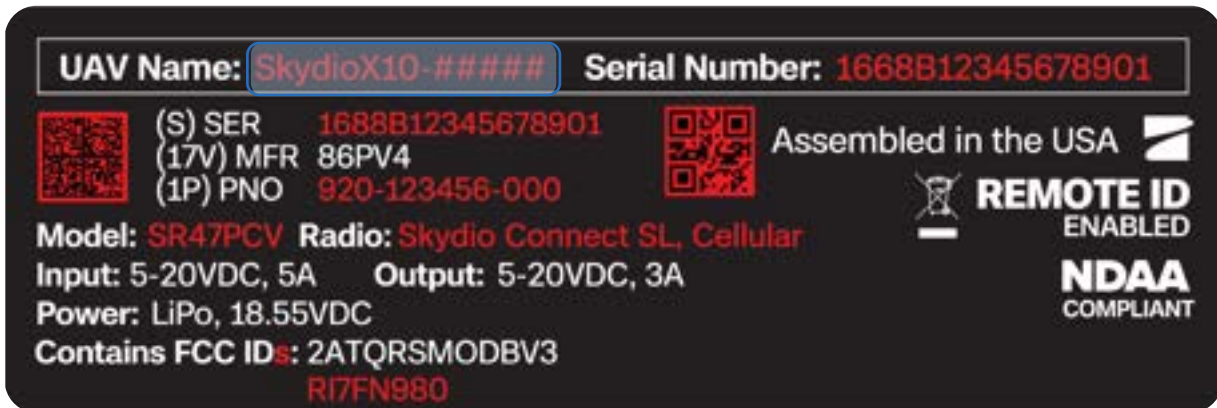 UAV Name: SkydioX10-##### Serial Number: 1668B12345678901
(S) SER 1688B12345678901
(17V) MFR 86PV4
(1P) PNO 920-123456-000
Assembled in the USA
REMOTE ID
ENABLED
Model: SR47PCV Radio: Skydio Connect SL, Cellular
Input: 5-20VDC, 5A Output: 5-20VDC, 3A
Power: LiPo, 18.55VDC
NDAA
COMPLIANT
Contains FCC IDs: 2ATQRSMODBV3
RI7FN980